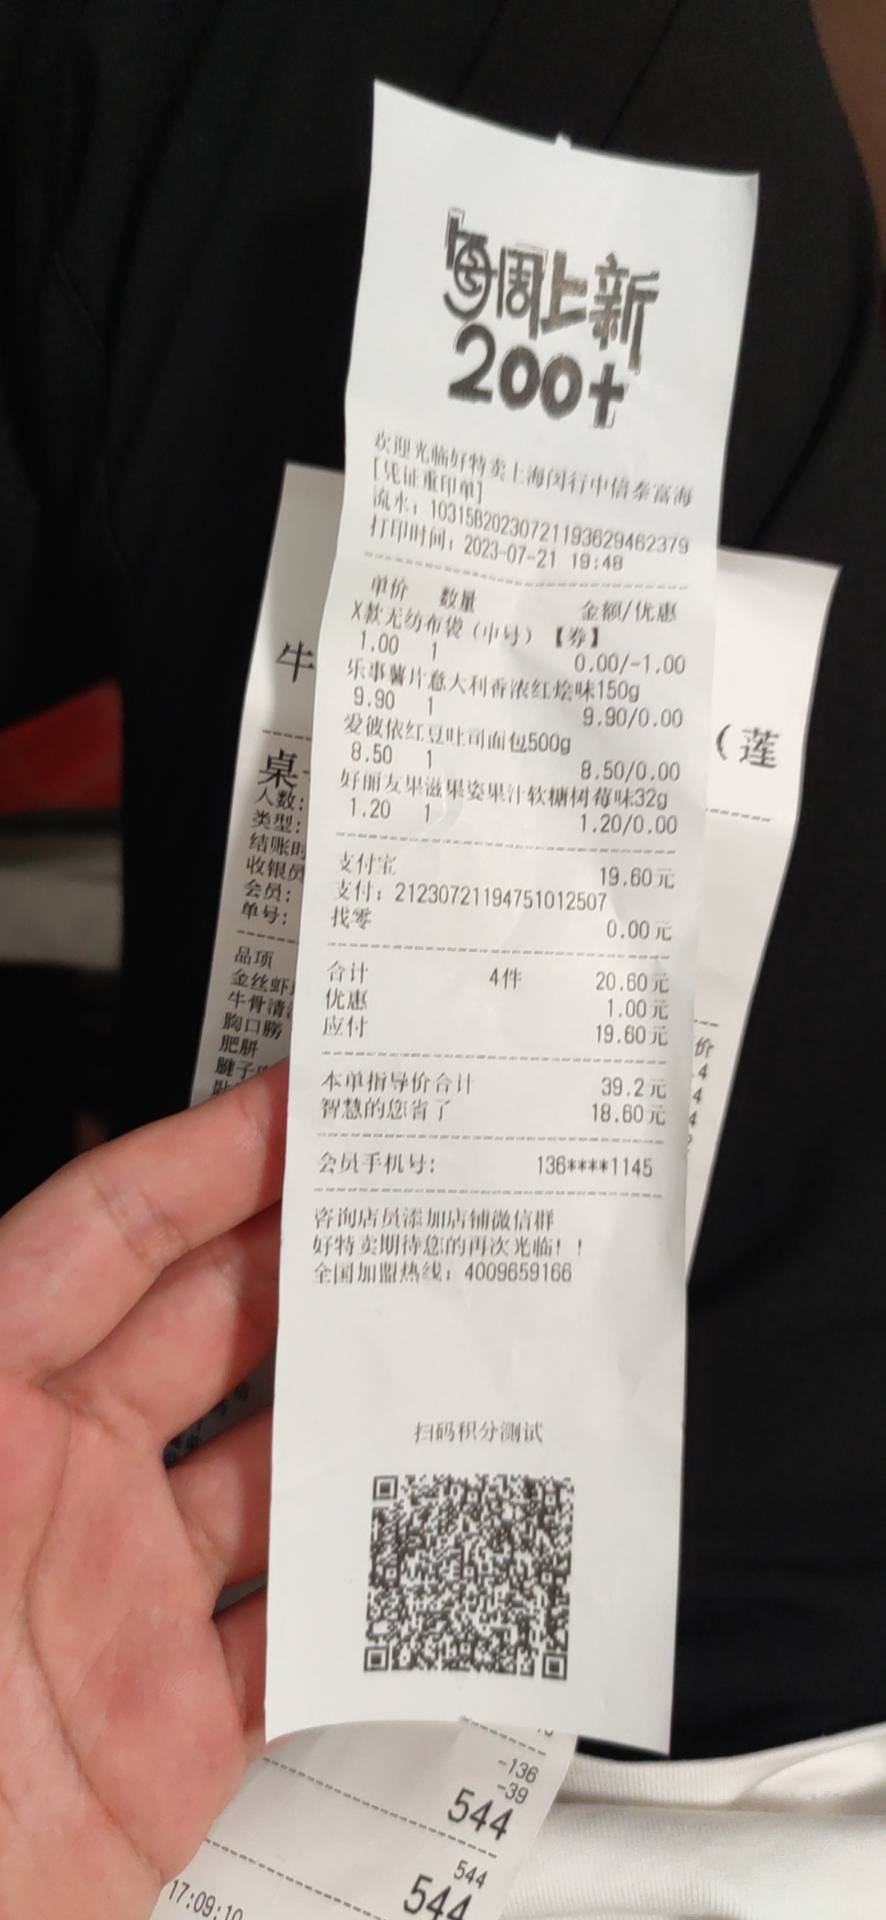 每周上新
200+
欢迎光临好特卖上海闵行中信泰富海
[凭证重印单]
流水：10315B20230721193629462379
打印时间：2023-07-21 19:48
单价 数量 金额/优惠
X款无纺布袋（中号）【券】
1.00 1 0.00/-1.00
乐事薯片意大利香浓红烩味150g
9.90 1 9.90/0.00
爱彼依红豆吐司面包500g
8.50 1 8.50/0.00
好丽友果滋果姿果汁软糖树莓味32g
1.20 1 1.20/0.00
支付宝 19.60元
支付：21230721194751012507
找零 0.00元
合计 4件 20.60元
优惠 1.00元
应付 19.60元
本单指导价合计 39.2元
智慧的您省了 18.60元
会员手机号： 136****1145
咨询店员添加店铺微信群
好特卖期待您的再次光临！！
全国加盟热线：4009659166
扫码积分测试
牛
（莲
桌
人数：
类型：
结账时
收银员
会员：
单号：
品项
价
金丝虾
牛骨清
胸口膀
肥胼
腱子
4
4
4
-136
-39
544
544
544
17:09:10